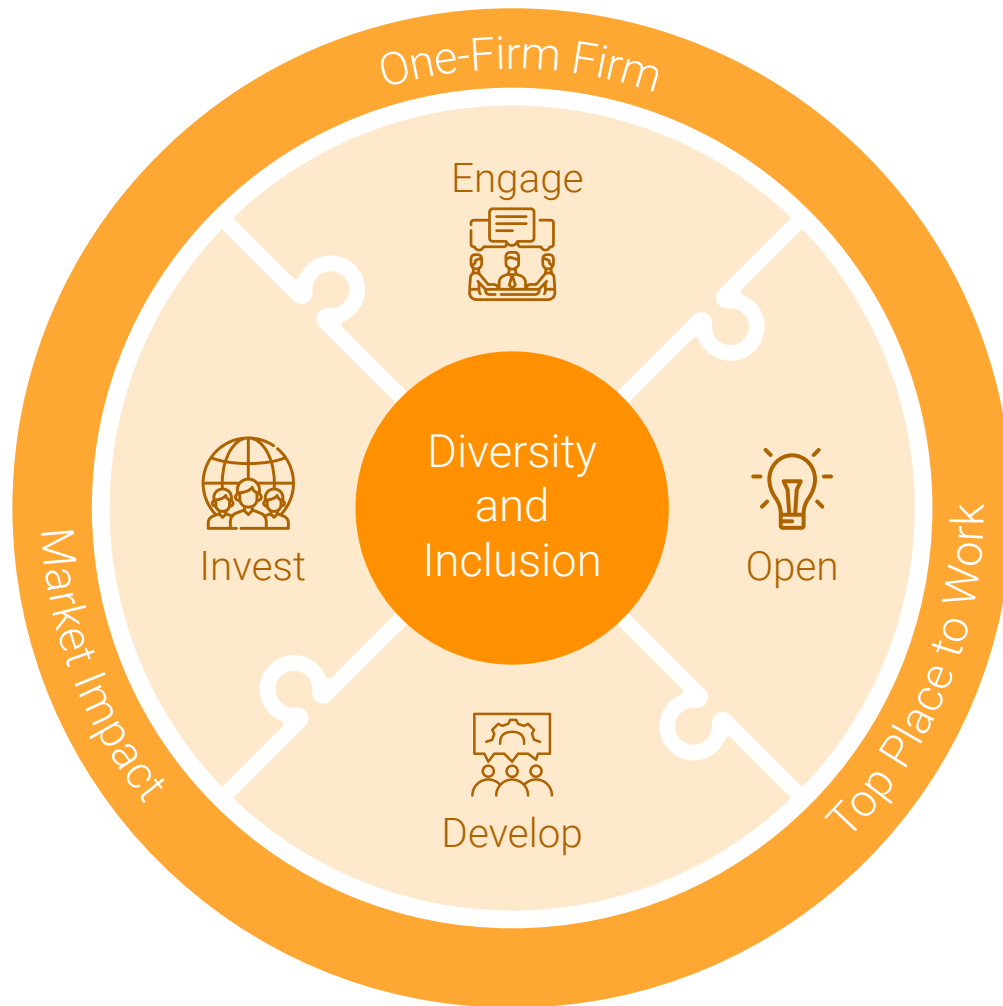 One-Firm Firm
Engage
Diversity
and
Inclusion
Invest
Open
Market Impact
Top Place to Work
Develop